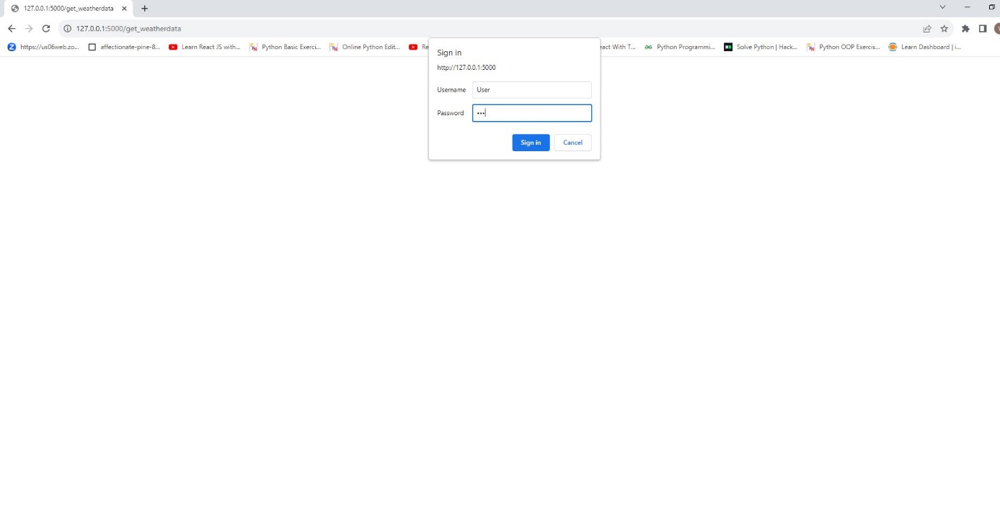 127.0.0.1:5000/get_weatherdata
127.0.0.1:5000/get_weatherdata
https://us06web.zo... affectionate-pine-8... Learn React JS with... Python Basic Exerci... Online Python Edit... Re eact With T... Python Programmi... Solve Python | Hack... Python OOP Exercis... Learn Dashboard | i...
Sign in
http://127.0.0.1:5000
Username User
Password •••
Sign in Cancel